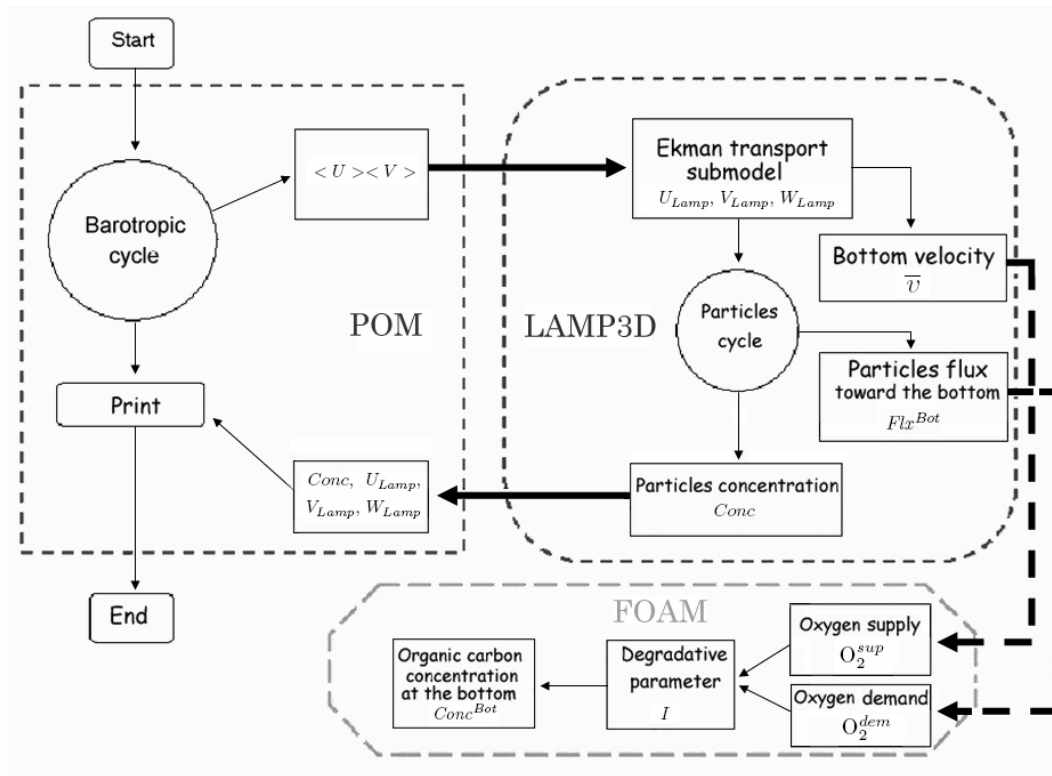 Start
Barotropic
cycle
< U >< V >
POM
Print
Conc, U_Lamp,
V_Lamp, W_Lamp
End
Ekman transport
submodel
U_Lamp, V_Lamp, W_Lamp
Bottom velocity
v̅
LAMP3D
Particles
cycle
Particles flux
toward the bottom
Flx^Bot
Particles concentration
Conc
FOAM
Oxygen supply
O_2^sup
Oxygen demand
O_2^dem
Degradative
parameter
I
Organic carbon
concentration
at the bottom
Conc^Bot